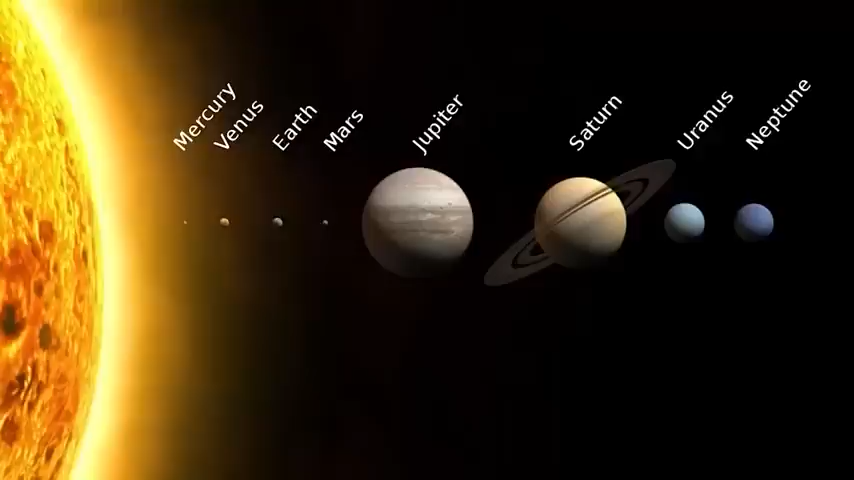 Mercury
Venus
Earth
Mars
Jupiter
Saturn
Uranus
Neptune